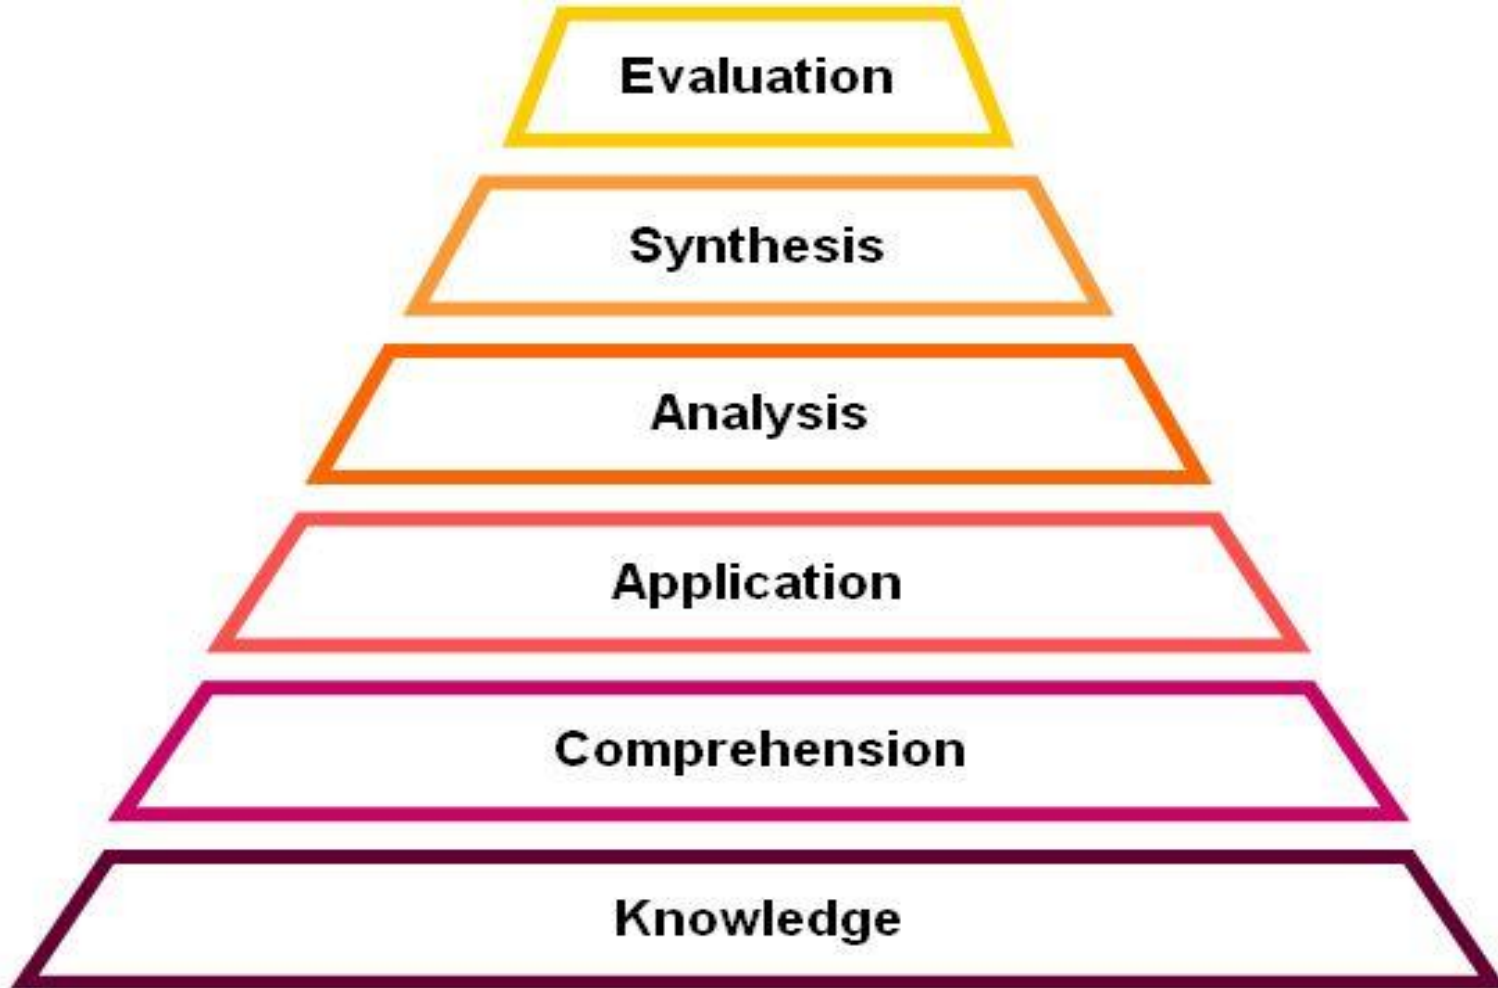 Evaluation
Synthesis
Analysis
Application
Comprehension
Knowledge